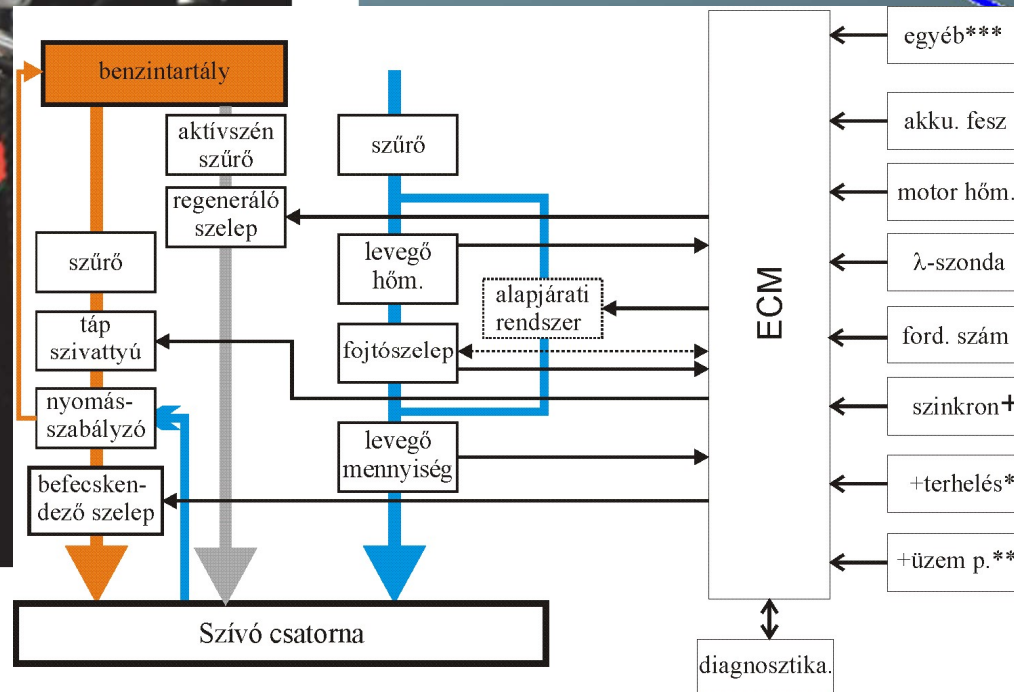 benzintartály
aktívszén
szűrő
regeneráló
szelep
szűrő
táp
szivattyú
nyomás-
szabályzó
befecsken-
dező szelep
szűrő
levegő
hőm.
alapjárati
rendszer
fojtószelep
levegő
mennyiség
Szívó csatorna
ECM
diagnosztika.
egyéb***
akku. fesz
motor hőm.
λ-szonda
ford. szám
szinkron+
+terhelés*
+üzem p.**